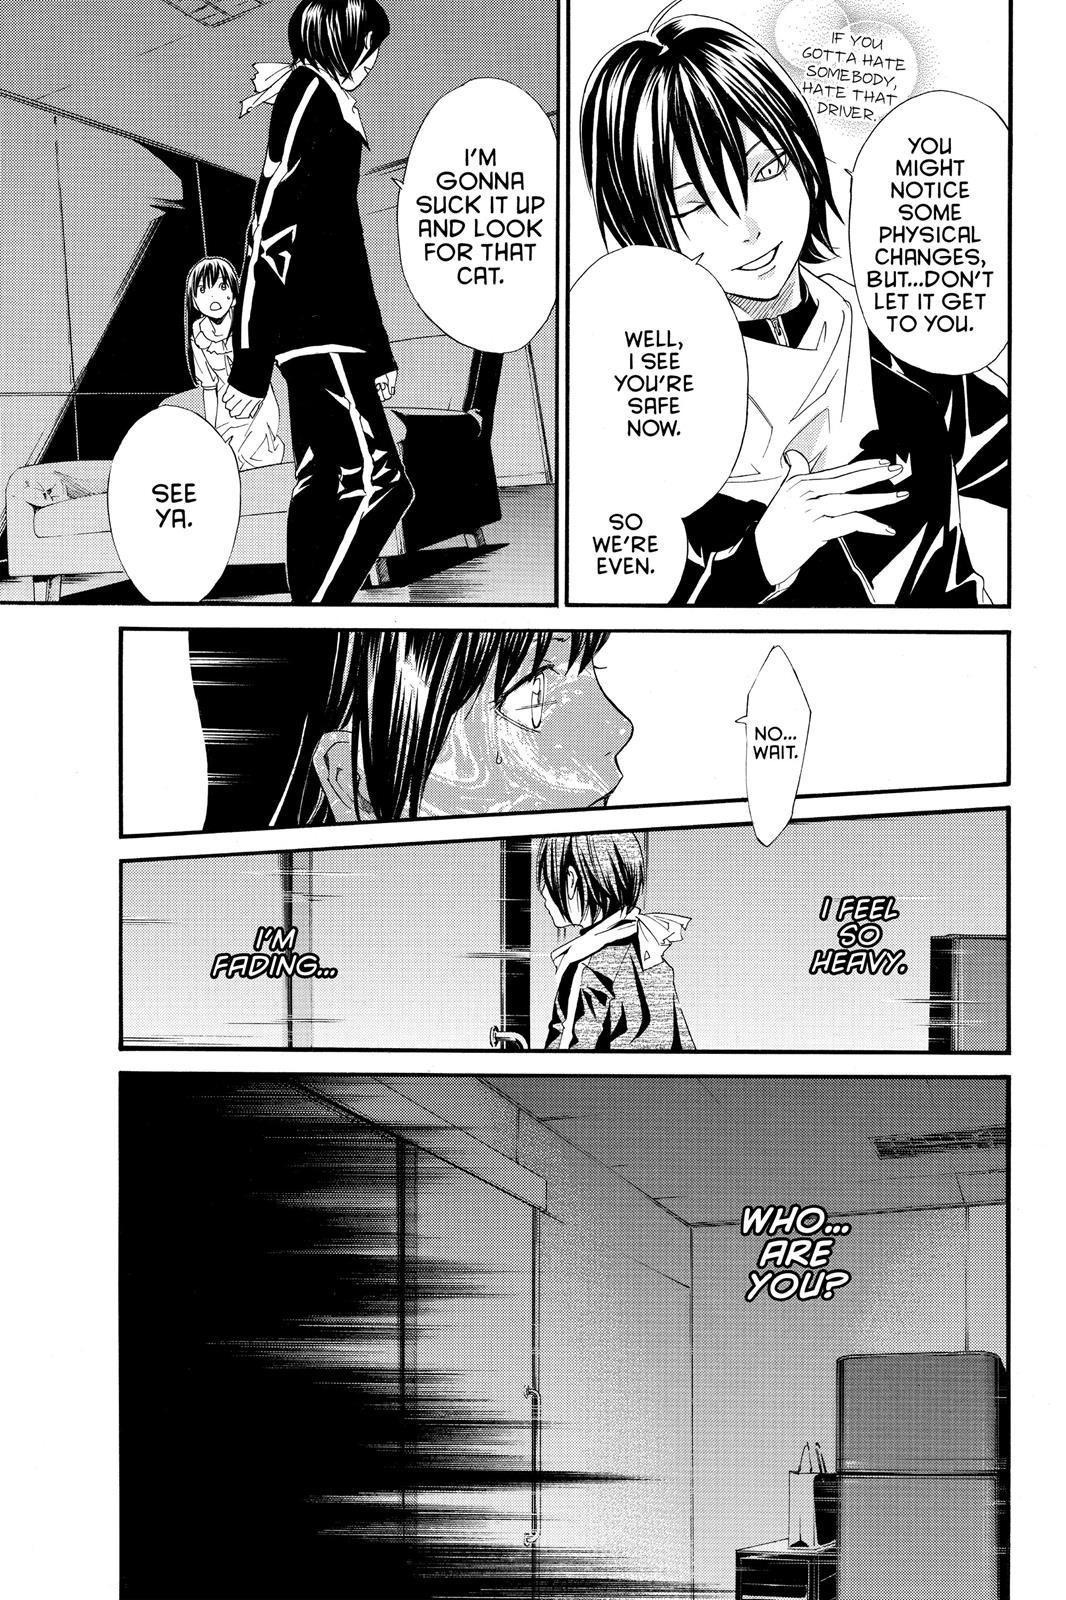 IF YOU
GOTTA HATE
SOMEBODY,
HATE THAT
DRIVER...
YOU
MIGHT
NOTICE
SOME
PHYSICAL
CHANGES,
BUT...DON'T
LET IT GET
TO YOU.
WELL,
I SEE
YOU'RE
SAFE
NOW.
SO
WE'RE
EVEN.
I'M
GONNA
SUCK IT UP
AND LOOK
FOR THAT
CAT.
SEE
YA.
NO...
WAIT.
I FEEL
SO
HEAVY.
I'M
FADING...
WHO...
ARE
YOU?